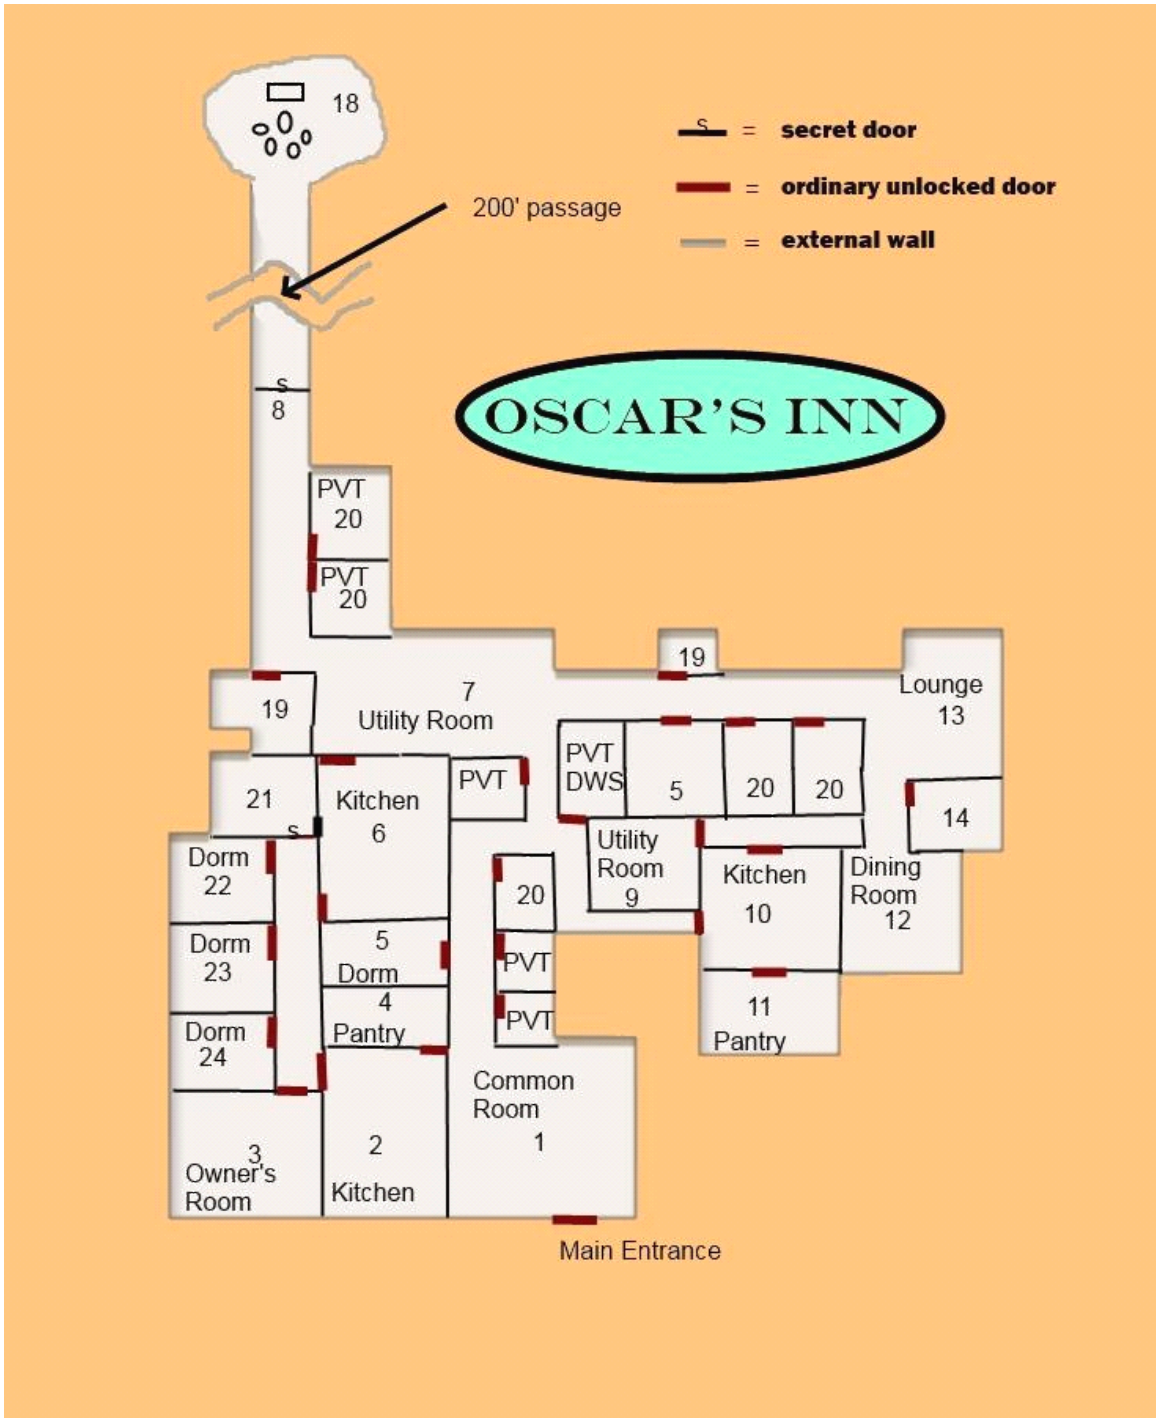 18
S
= secret door
= ordinary unlocked door
200' passage
= external wall
S
8
OSCAR'S INN
PVT
20
PVT
20
19
Lounge
13
7
Utility Room
19
PVT
DWS
5
20
20
PVT
Kitchen
6
21
S
14
Utility
Room
9
Dorm
22
Kitchen
10
Dining
Room
12
20
5
Dorm
Dorm
23
PVT
4
Pantry
PVT
11
Pantry
Dorm
24
Common
Room
1
3
Owner's
Room
2
Kitchen
Main Entrance